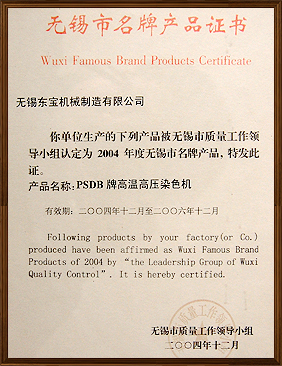 无锡市名牌产品证书
Wuxi Famous Brand Products Certificate
无锡东宝机械制造有限公司
你单位生产的下列产品被无锡市质量工作领
导小组认定为 2004 年度无锡市名牌产品，特发此
证。
产品名称：PSDB 牌高温高压染色机
有效期：二〇〇四年十二月至二〇〇六年十二月
Following products by your factory(or Co.)
produced have been affirmed as Wuxi Famous Brand
Products of 2004 by “the Leadership Group of Wuxi
Quality Control”. It is hereby certified.
无锡市质量工作领导小组
二〇〇四年十二月